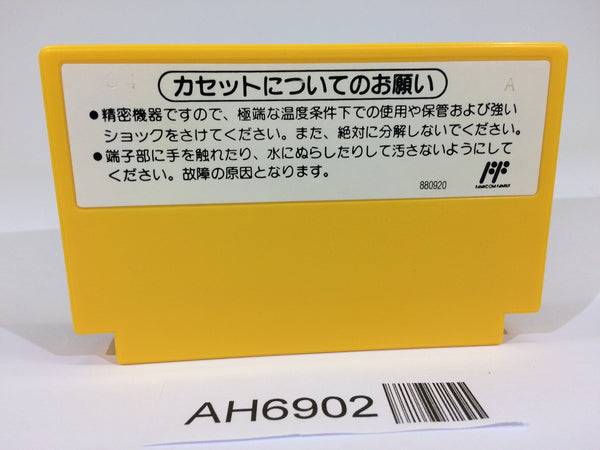 64 A
カセットについてのお願い
●精密機器ですので、極端な温度条件下での使用や保管および強い
ショックをさけてください。また、絶対に分解しないでください。
●端子部に手を触れたり、水にぬらしたりして汚さないようにして
ください。故障の原因となります。
880920
FAMICOM FAMILY
AH6902